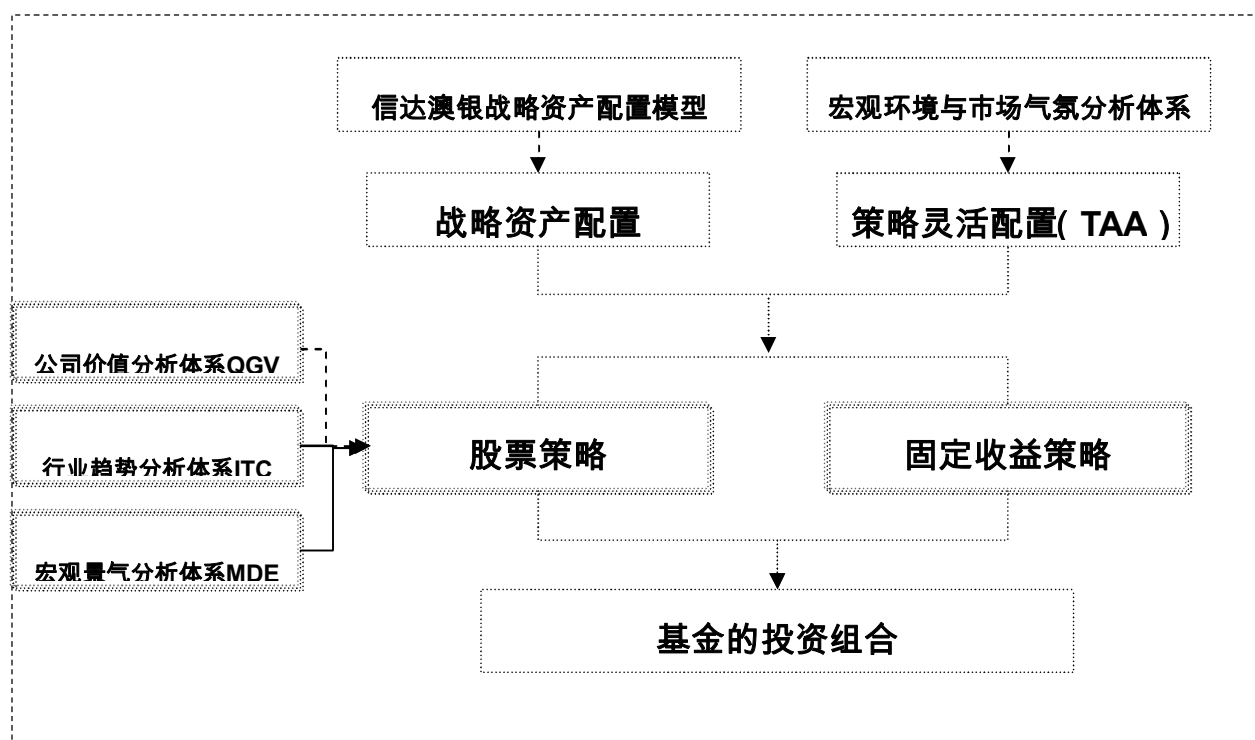 信达澳银战略资产配置模型
宏观环境与市场气氛分析体系
战略资产配置
策略灵活配置( TAA )
公司价值分析体系QGV
股票策略
固定收益策略
行业趋势分析体系ITC
宏观景气分析体系MDE
基金的投资组合